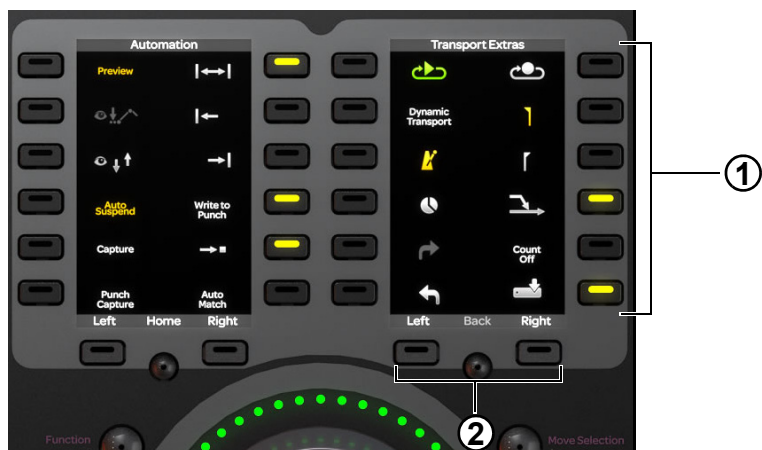 Automation
Preview
Auto
Suspend
Write to
Punch
Capture
Punch
Capture
Auto
Match
Left Home Right
Transport Extras
Dynamic
Transport
Count
Off
Left Back Right
1
2
Function
Move Selection